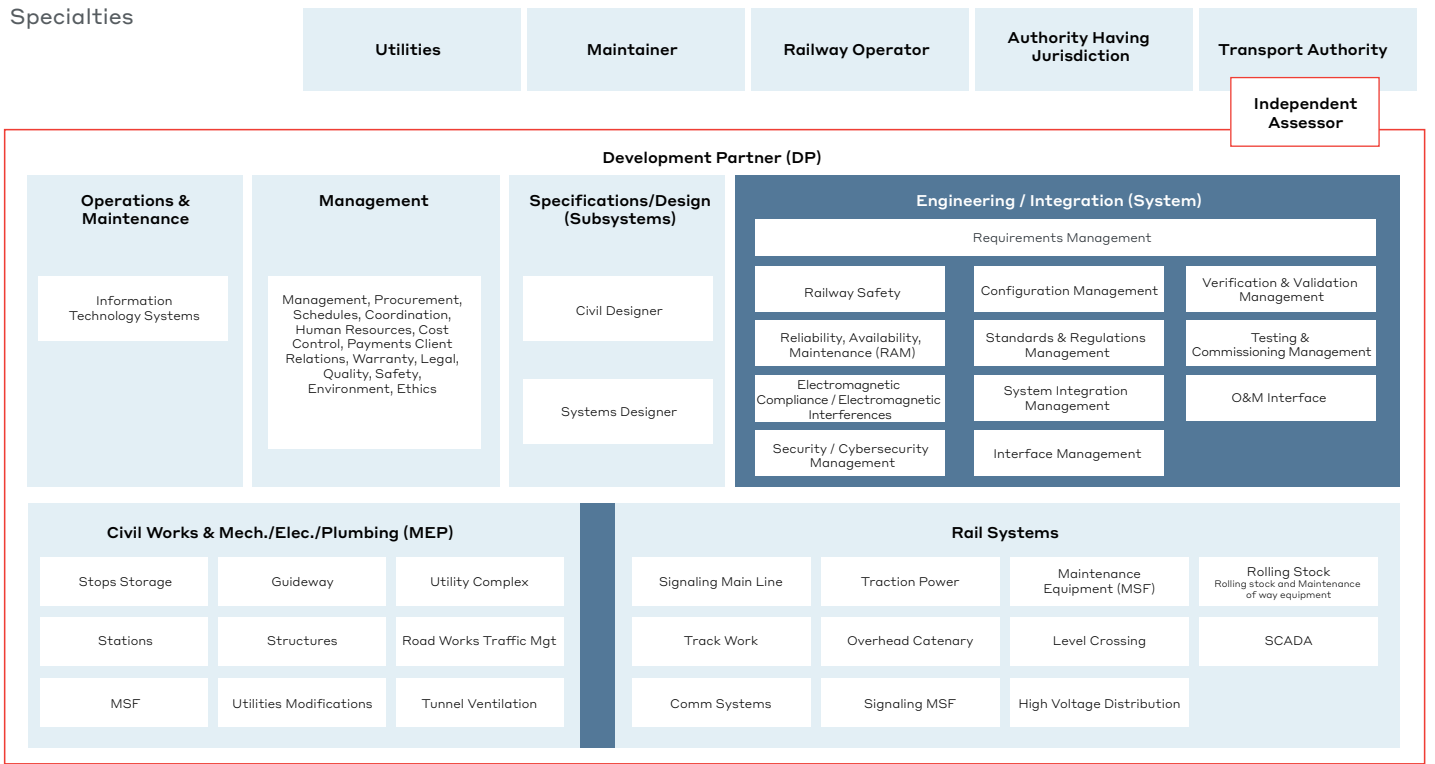 Specialties
Utilities
Maintainer
Railway Operator
Authority Having
Jurisdiction
Transport Authority
Independent
Assessor
Development Partner (DP)
Operations &
Maintenance
Information
Technology Systems
Management
Management, Procurement,
Schedules, Coordination,
Human Resources, Cost
Control, Payments Client
Relations, Warranty, Legal,
Quality, Safety,
Environment, Ethics
Specifications/Design
(Subsystems)
Civil Designer
Systems Designer
Engineering / Integration (System)
Requirements Management
Railway Safety
Configuration Management
Verification & Validation
Management
Reliability, Availability,
Maintenance (RAM)
Standards & Regulations
Management
Testing &
Commissioning Management
Electromagnetic
Compliance / Electromagnetic
Interferences
System Integration
Management
O&M Interface
Security / Cybersecurity
Management
Interface Management
Civil Works & Mech./Elec./Plumbing (MEP)
Stops Storage
Guideway
Utility Complex
Stations
Structures
Road Works Traffic Mgt
MSF
Utilities Modifications
Tunnel Ventilation
Rail Systems
Signaling Main Line
Traction Power
Maintenance
Equipment (MSF)
Rolling Stock
Rolling stock and Maintenance
of way equipment
Track Work
Overhead Catenary
Level Crossing
SCADA
Comm Systems
Signaling MSF
High Voltage Distribution